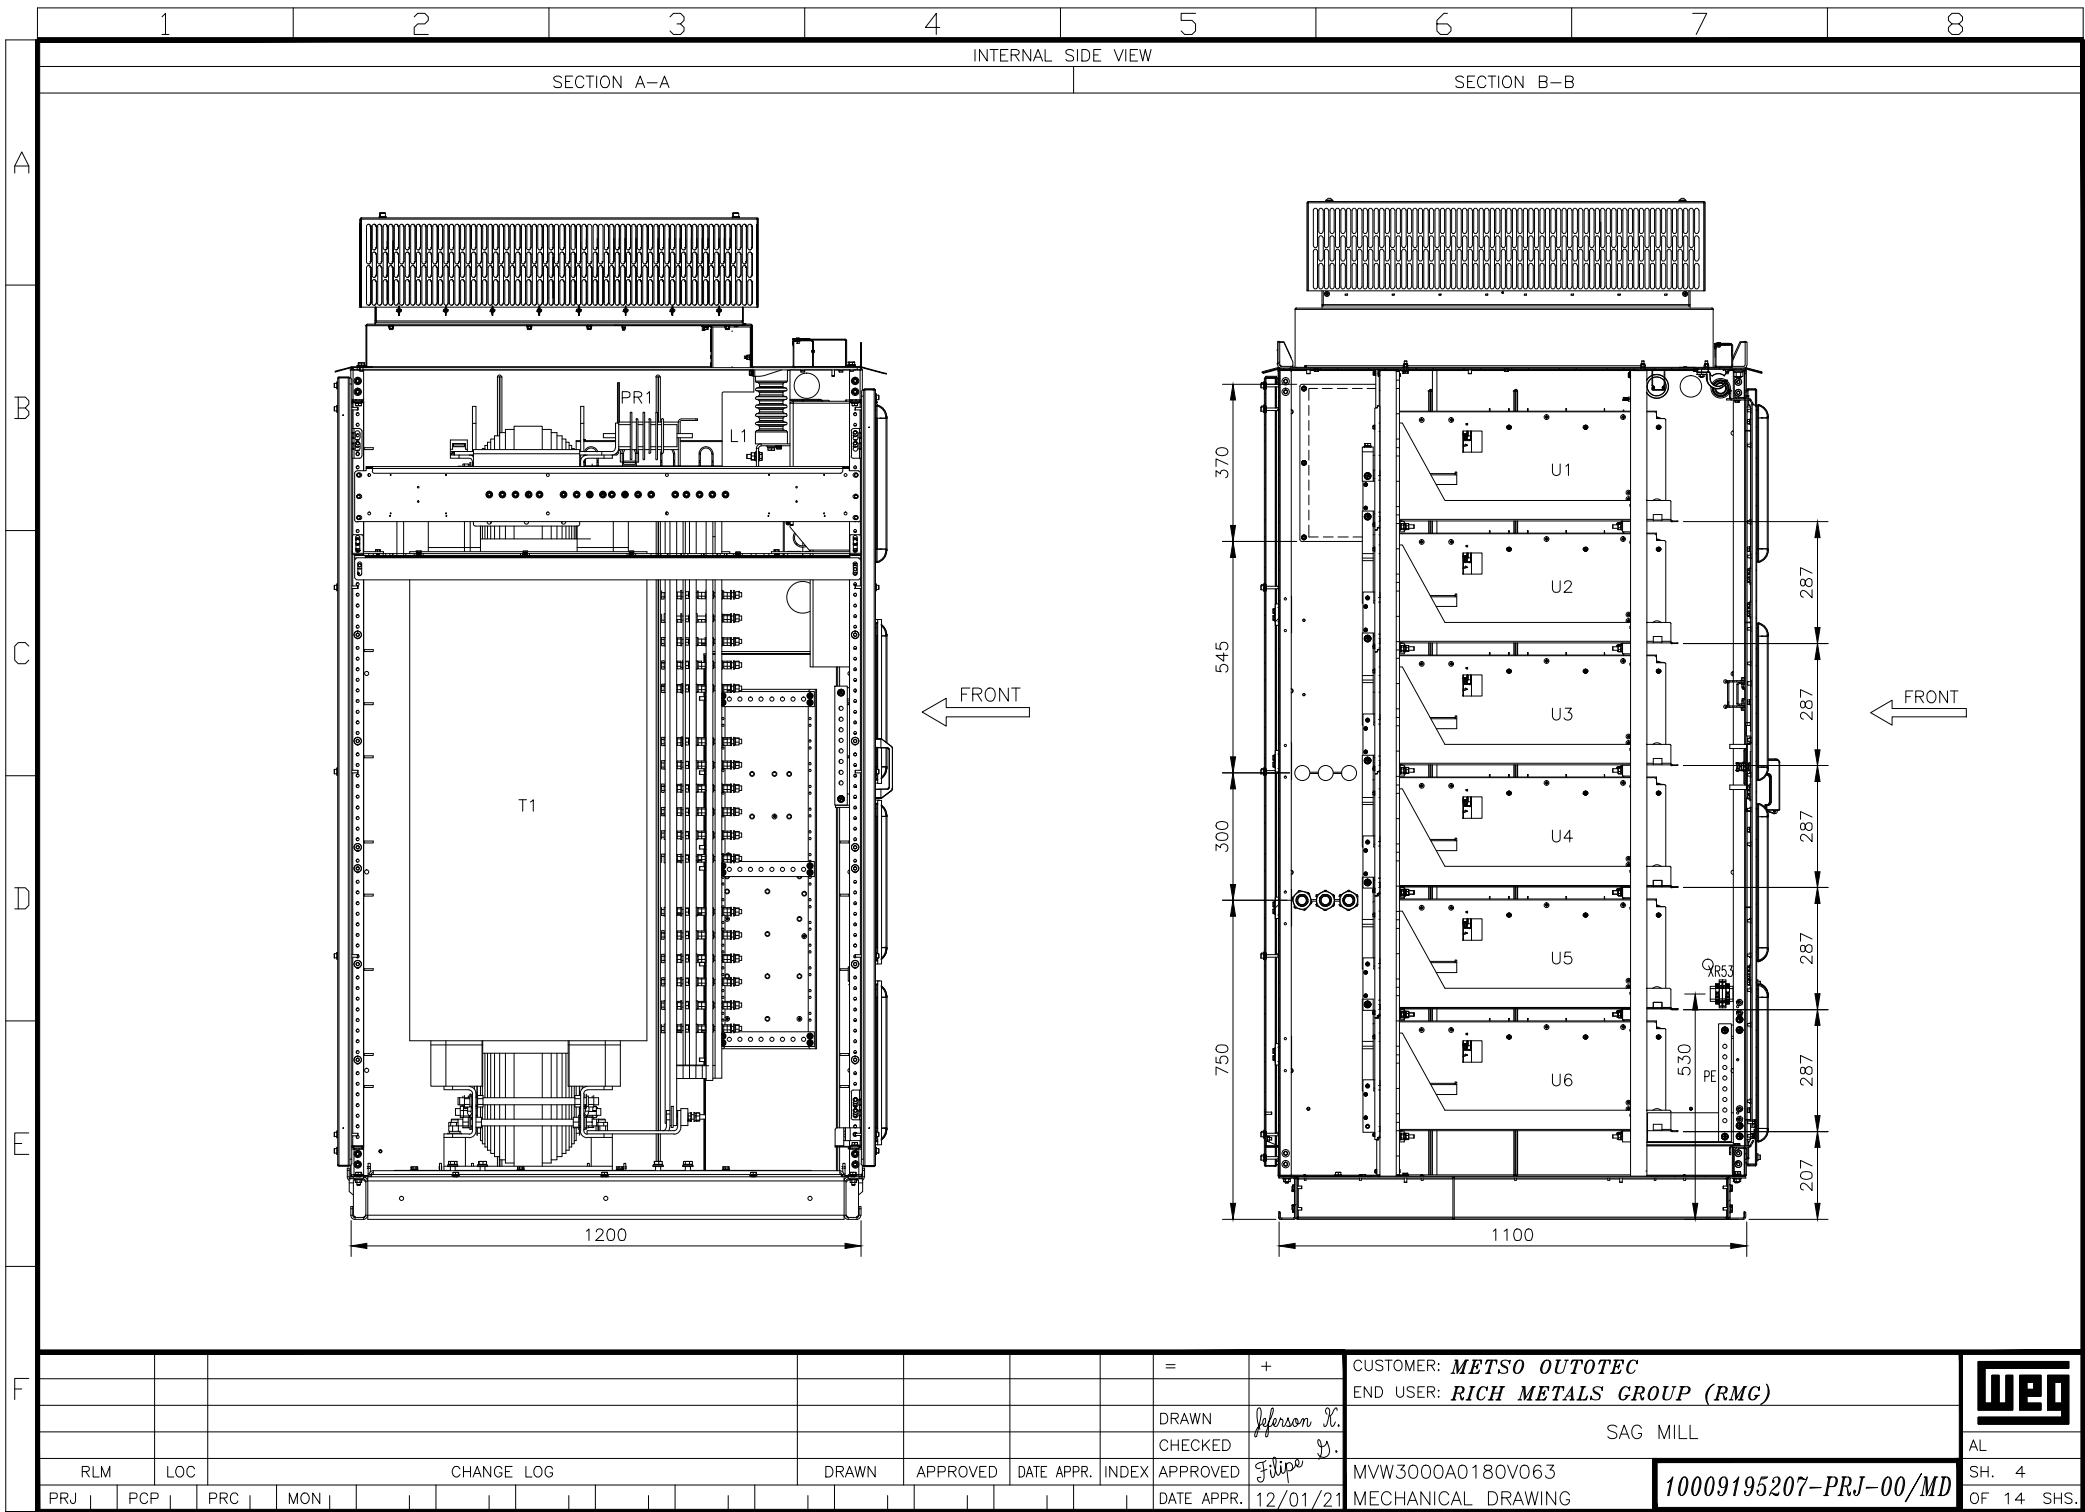 1 2 3 4 5 6 7 8
INTERNAL SIDE VIEW
SECTION A-A
SECTION B-B
A
B
C
D
E
F
PR1
L1
T1
FRONT
1200
370
545
300
750
U1
U2
U3
U4
U5
U6
287
287
287
287
287
207
XR53
530
PE
FRONT
1100
= +
DRAWN Jeferson K.
CHECKED
APPROVED Filipe G.
DATE APPR. 12/01/21
RLM LOC CHANGE LOG DRAWN APPROVED DATE APPR. INDEX
PRJ PCP PRC MON
CUSTOMER: METSO OUTOTEC
END USER: RICH METALS GROUP (RMG)
SAG MILL
MVW3000A0180V063
MECHANICAL DRAWING
10009195207-PRJ-00/MD
weg
AL
SH. 4
OF 14 SHS.